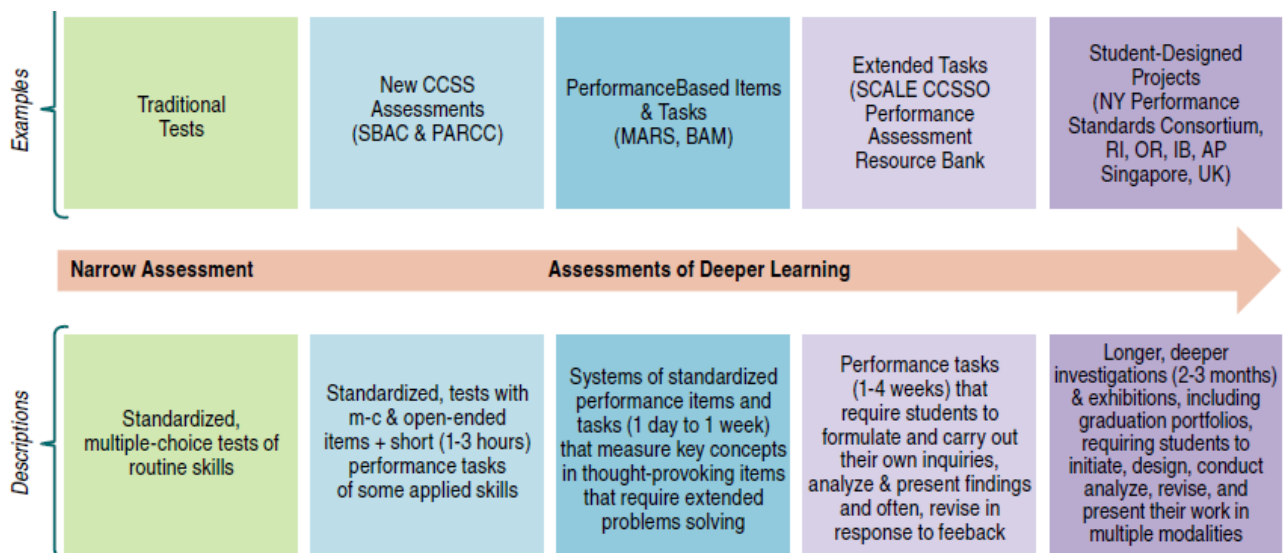 Examples
Traditional
Tests
New CCSS
Assessments
(SBAC & PARCC)
PerformanceBased Items
& Tasks
(MARS, BAM)
Extended Tasks
(SCALE CCSSO
Performance
Assessment
Resource Bank
Student-Designed
Projects
(NY Performance
Standards Consortium,
RI, OR, IB, AP
Singapore, UK)
Narrow Assessment
Assessments of Deeper Learning
Descriptions
Standardized,
multiple-choice tests of
routine skills
Standardized, tests with
m-c & open-ended
items + short (1-3 hours)
performance tasks
of some applied skills
Systems of standardized
performance items and
tasks (1 day to 1 week)
that measure key concepts
in thought-provoking items
that require extended
problems solving
Performance tasks
(1-4 weeks) that
require students to
formulate and carry out
their own inquiries,
analyze & present findings
and often, revise in
response to feeback
Longer, deeper
investigations (2-3 months)
& exhibitions, including
graduation portfolios,
requiring students to
initiate, design, conduct
analyze, revise, and
present their work in
multiple modalities